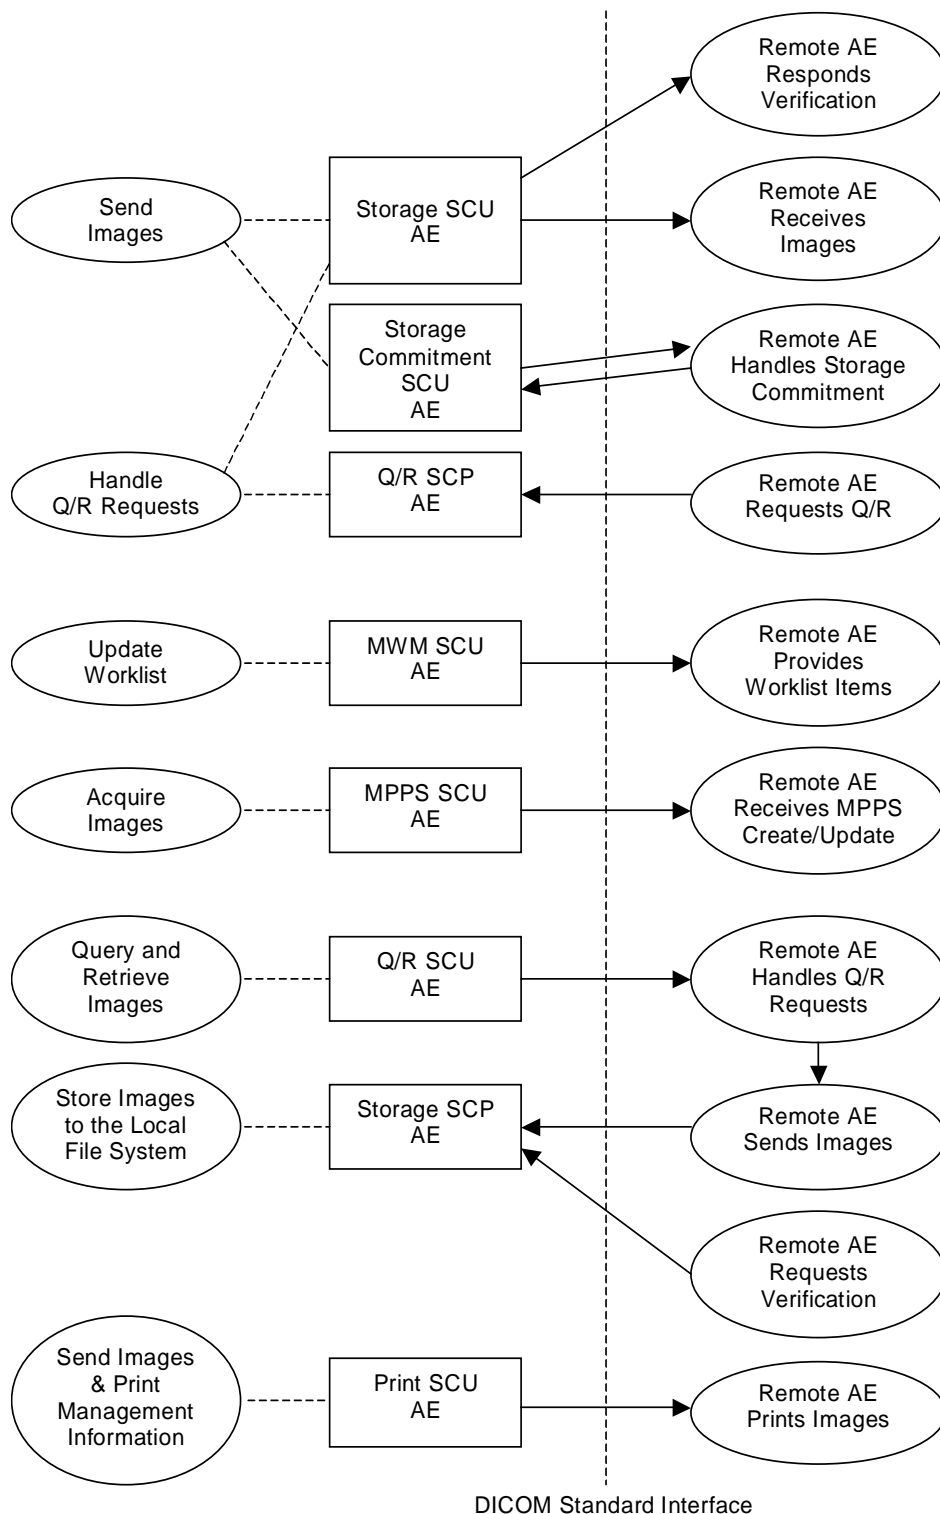 Remote AE
Responds
Verification
Send
Images
Storage SCU
AE
Remote AE
Receives
Images
Storage
Commitment
SCU
AE
Remote AE
Handles Storage
Commitment
Handle
Q/R Requests
Q/R SCP
AE
Remote AE
Requests Q/R
Update
Worklist
MWM SCU
AE
Remote AE
Provides
Worklist Items
Acquire
Images
MPPS SCU
AE
Remote AE
Receives MPPS
Create/Update
Query and
Retrieve
Images
Q/R SCU
AE
Remote AE
Handles Q/R
Requests
Store Images
to the Local
File System
Storage SCP
AE
Remote AE
Sends Images
Remote AE
Requests
Verification
Send Images
& Print
Management
Information
Print SCU
AE
Remote AE
Prints Images
DICOM Standard Interface